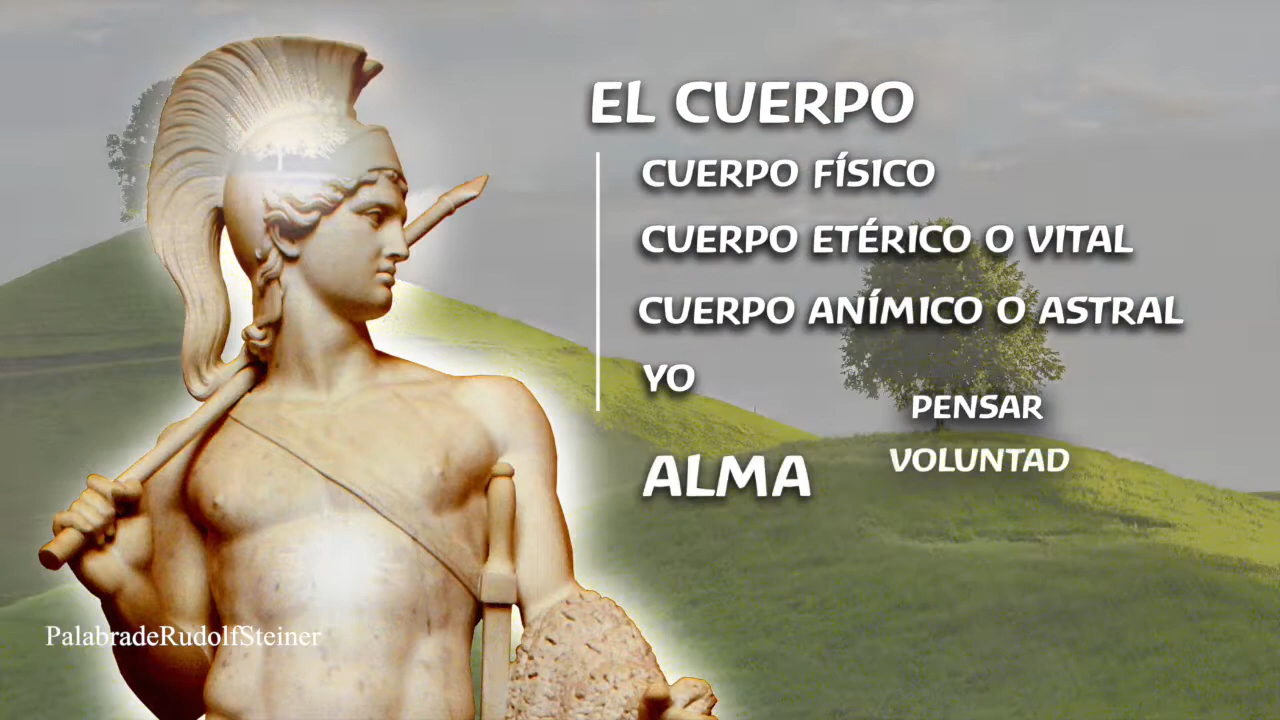 EL CUERPO
CUERPO FÍSICO
CUERPO ETÉRICO O VITAL
CUERPO ANÍMICO O ASTRAL
YO
PENSAR
VOLUNTAD
ALMA
PalabradeRudolfSteiner